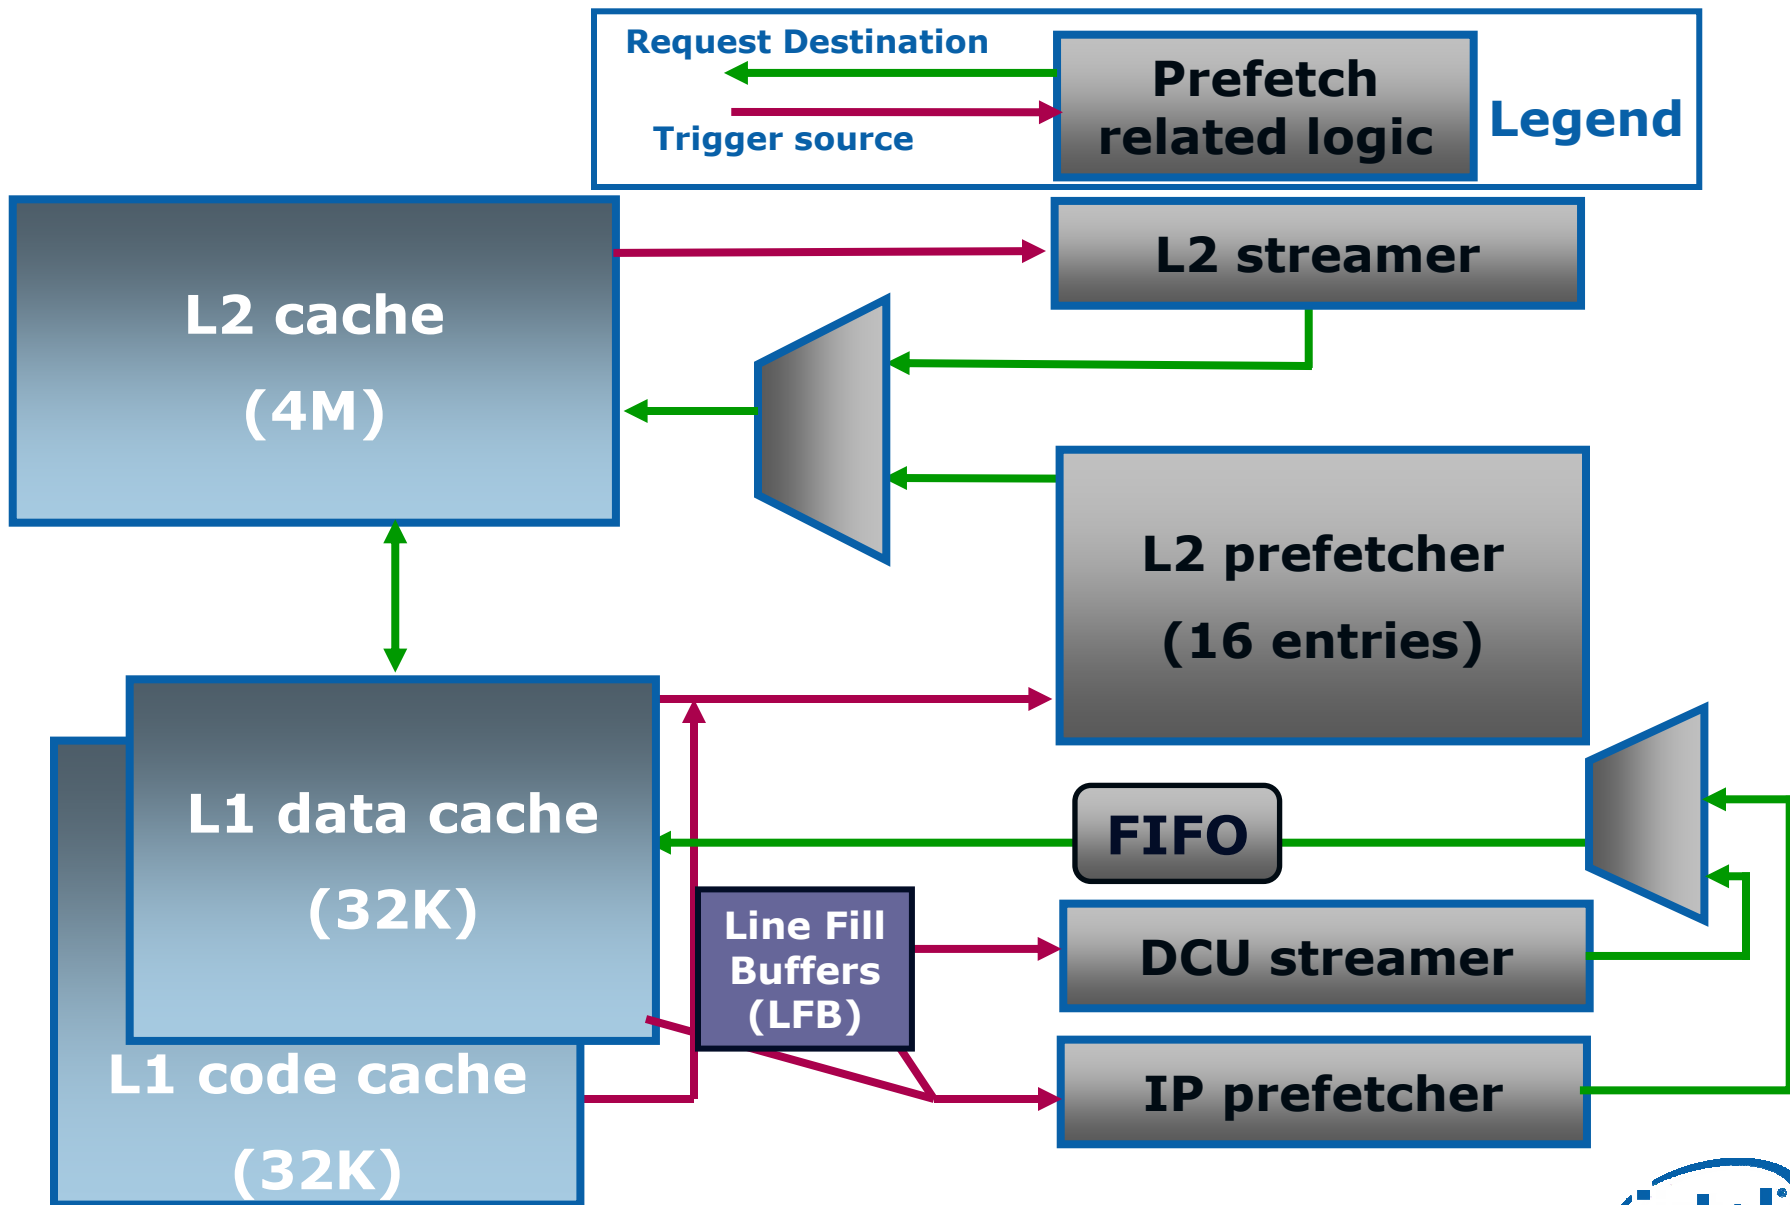 Request Destination
Trigger source
Prefetch
related logic
Legend
L2 cache
(4M)
L2 streamer
L2 prefetcher
(16 entries)
L1 data cache
(32K)
FIFO
Line Fill
Buffers
(LFB)
DCU streamer
IP prefetcher
L1 code cache
(32K)